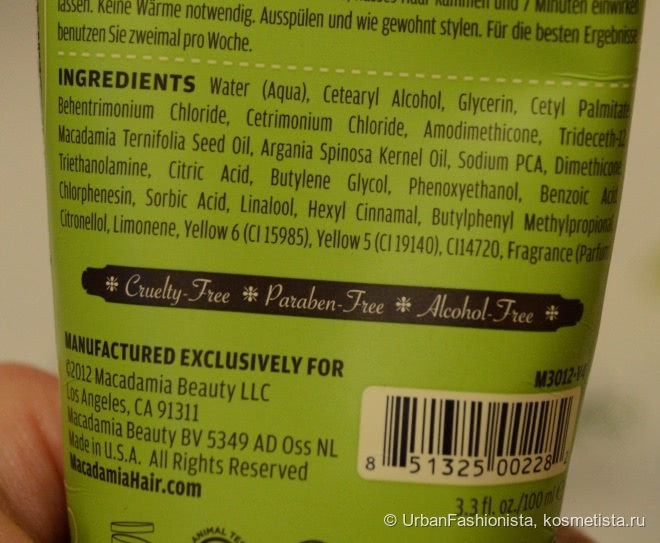 lassen. Keine Wärme notwendig. Ausspülen und wie gewohnt stylen. Für die besten Ergebnisse
benutzen Sie zweimal pro Woche.
INGREDIENTS Water (Aqua), Cetearyl Alcohol, Glycerin, Cetyl Palmitate
Behentrimonium Chloride, Cetrimonium Chloride, Amodimethicone, Trideceth-12
Macadamia Ternifolia Seed Oil, Argania Spinosa Kernel Oil, Sodium PCA, Dimethicone
Triethanolamine, Citric Acid, Butylene Glycol, Phenoxyethanol, Benzoic Acid
Chlorphenesin, Sorbic Acid, Linalool, Hexyl Cinnamal, Butylphenyl Methylpropional
Citronellol, Limonene, Yellow 6 (CI 15985), Yellow 5 (CI 19140), CI14720, Fragrance (Parfum
Cruelty-Free Paraben-Free Alcohol-Free
MANUFACTURED EXCLUSIVELY FOR
©2012 Macadamia Beauty LLC
Los Angeles, CA 91311
Macadamia Beauty BV 5349 AD Oss NL
Made in U.S.A. All Rights Reserved
MacadamiaHair.com
M3012-V4
8 51325 00228 2
3.3 fl. oz./100 ml
ANIMAL
© UrbanFashionista, kosmetista.ru